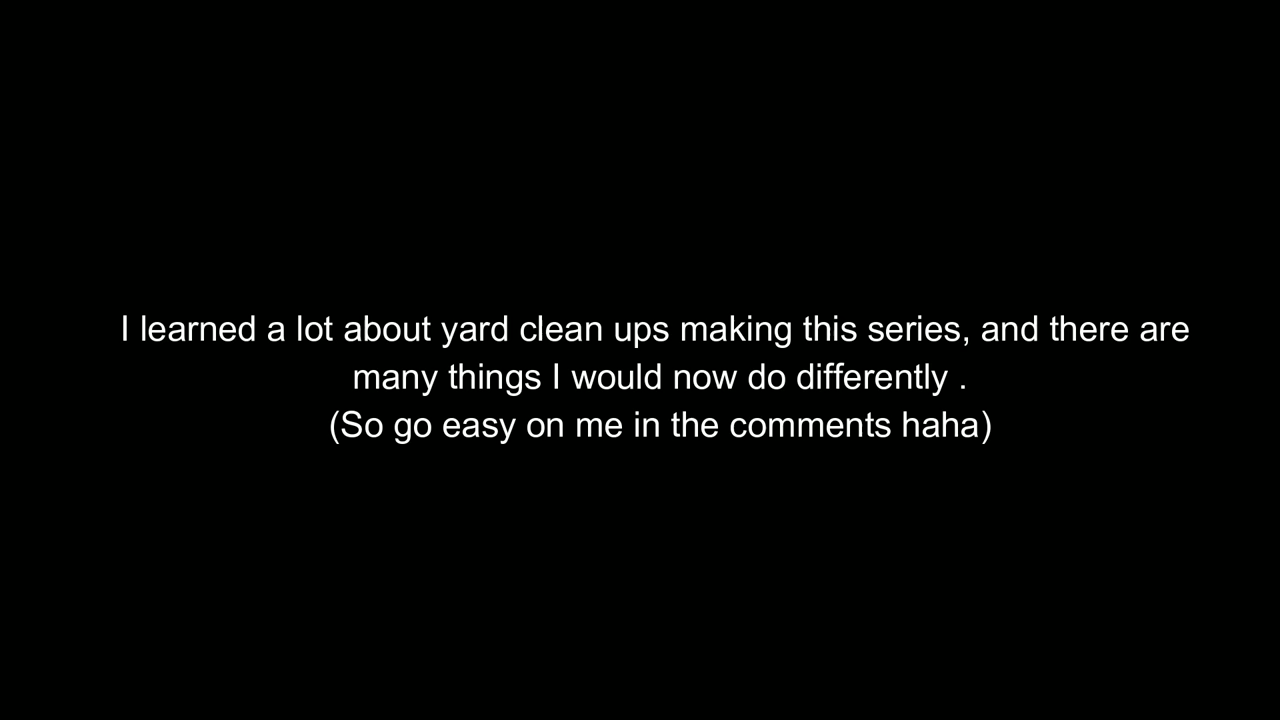 I learned a lot about yard clean ups making this series, and there are
many things I would now do differently .
(So go easy on me in the comments haha)